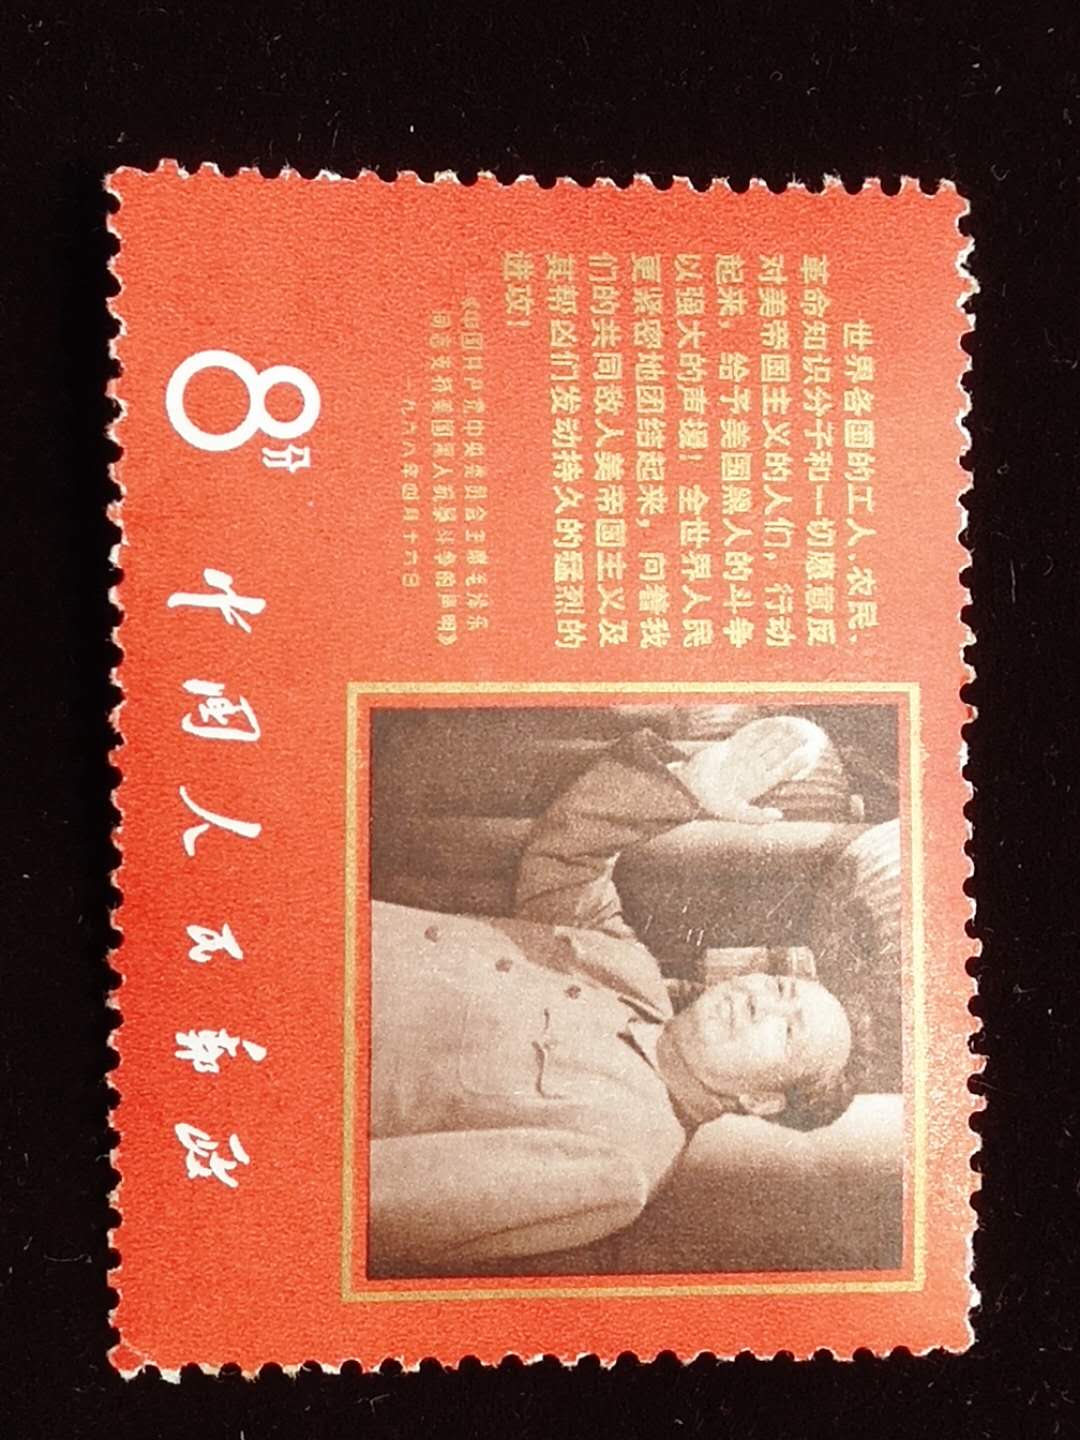 世界各国的工人、农民、
革命知识分子和一切愿意反
对美帝国主义的人们，行动
起来，给予美国黑人的斗争
以强大的声援！全世界人民
更紧密地团结起来，向着我
们的共同敌人美帝国主义及
其帮凶们发动持久的猛烈的
进攻！
《中国共产党中央委员会主席毛泽东
同志支持美国黑人抗暴斗争的声明》
一九六八年四月十六日
8分
中国人民邮政